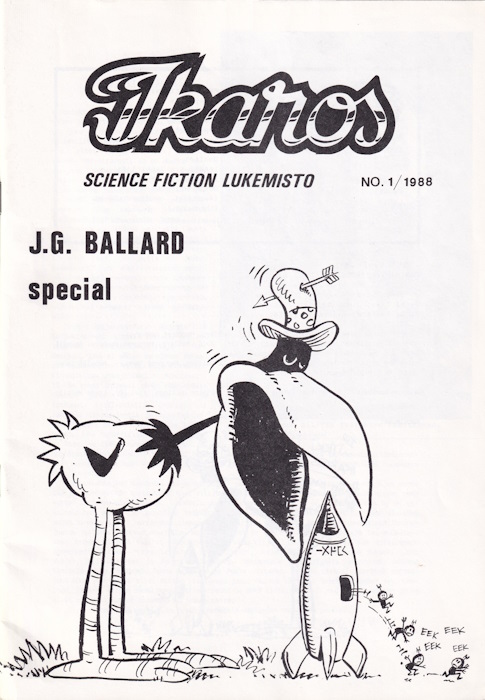 Ikaros
SCIENCE FICTION LUKEMISTO NO. 1/1988
J.G. BALLARD
special
EEK EEK
EEK EEK